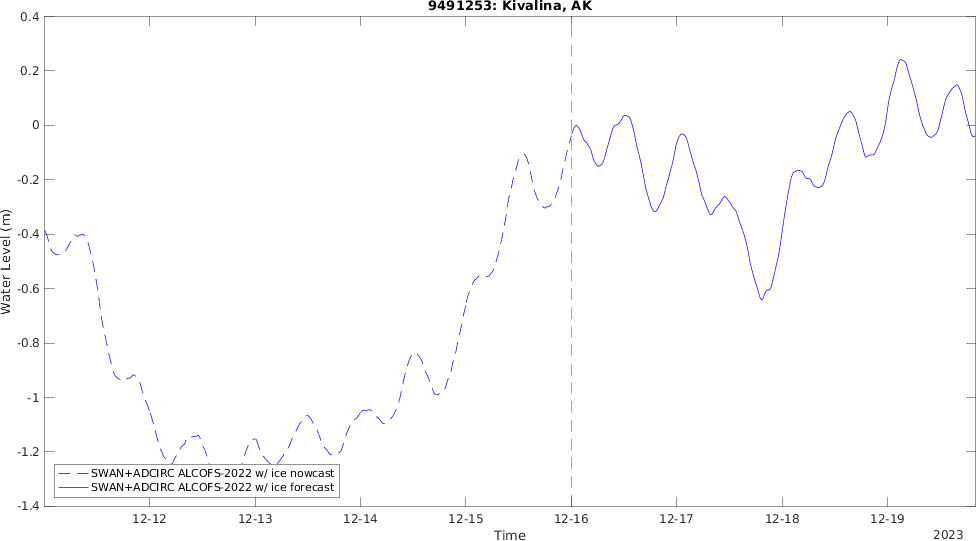 9491253: Kivalina, AK
0.4
0.2
0
-0.2
-0.4
-0.6
-0.8
-1
-1.2
-1.4
Water Level (m)
SWAN+ADCIRC ALCOFS-2022 w/ ice nowcast
SWAN+ADCIRC ALCOFS-2022 w/ ice forecast
12-12 12-13 12-14 12-15 12-16 12-17 12-18 12-19
Time
2023